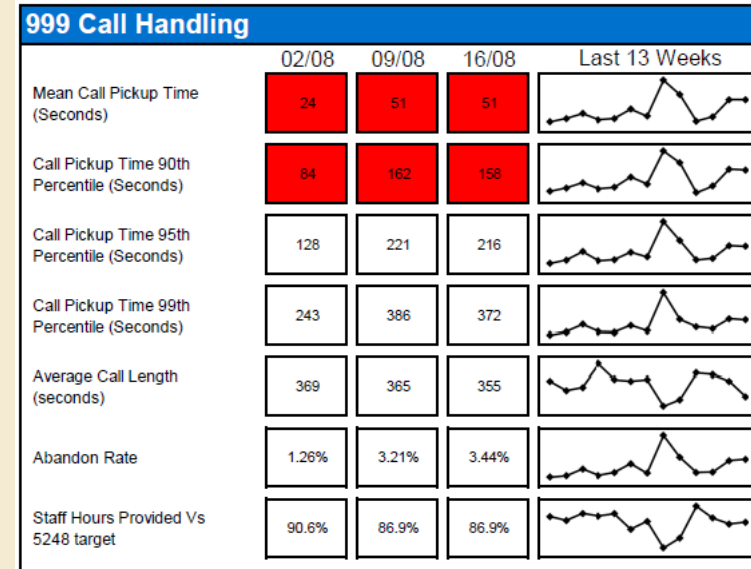 999 Call Handling
02/08 09/08 16/08 Last 13 Weeks
Mean Call Pickup Time
(Seconds)
24 51 51
Call Pickup Time 90th
Percentile (Seconds)
84 162 158
Call Pickup Time 95th
Percentile (Seconds)
128 221 216
Call Pickup Time 99th
Percentile (Seconds)
243 386 372
Average Call Length
(seconds)
369 365 355
Abandon Rate
1.26% 3.21% 3.44%
Staff Hours Provided Vs
5248 target
90.6% 86.9% 86.9%